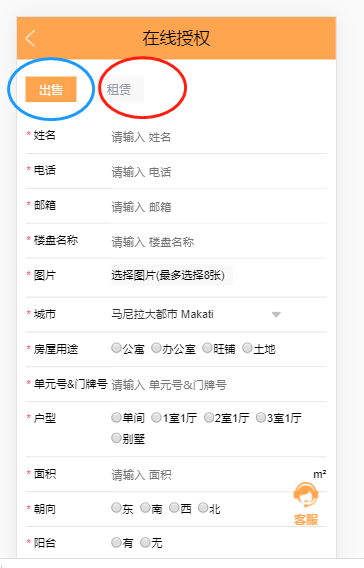 在线授权
出售 租赁
* 姓名 请输入 姓名
* 电话 请输入 电话
* 邮箱 请输入 邮箱
* 楼盘名称 请输入 楼盘名称
* 图片 选择图片(最多选择8张)
* 城市 马尼拉大都市 Makati
* 房屋用途 公寓 办公室 旺铺 土地
* 单元号&门牌号 请输入 单元号&门牌号
* 户型 单间 1室1厅 2室1厅 3室1厅
别墅
* 面积 请输入 面积 m²
* 朝向 东 南 西 北
客服
* 阳台 有 无